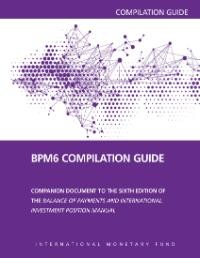 COMPILATION GUIDE
BPM6 COMPILATION GUIDE
COMPANION DOCUMENT TO THE SIXTH EDITION OF
THE BALANCE OF PAYMENTS AND INTERNATIONAL
INVESTMENT POSITION MANUAL
INTERNATIONAL MONETARY FUND